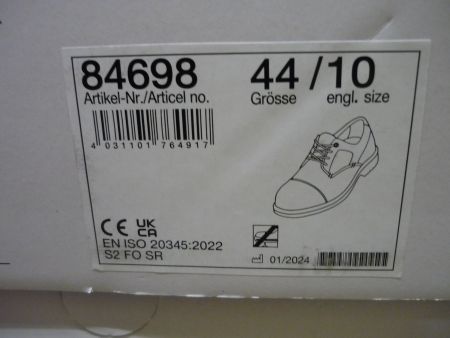 84698 44 / 10
Artikel-Nr./Articel no. Grösse engl. size
4 031101 764917
CE UK CA
EN ISO 20345:2022
S2 FO SR
01/2024